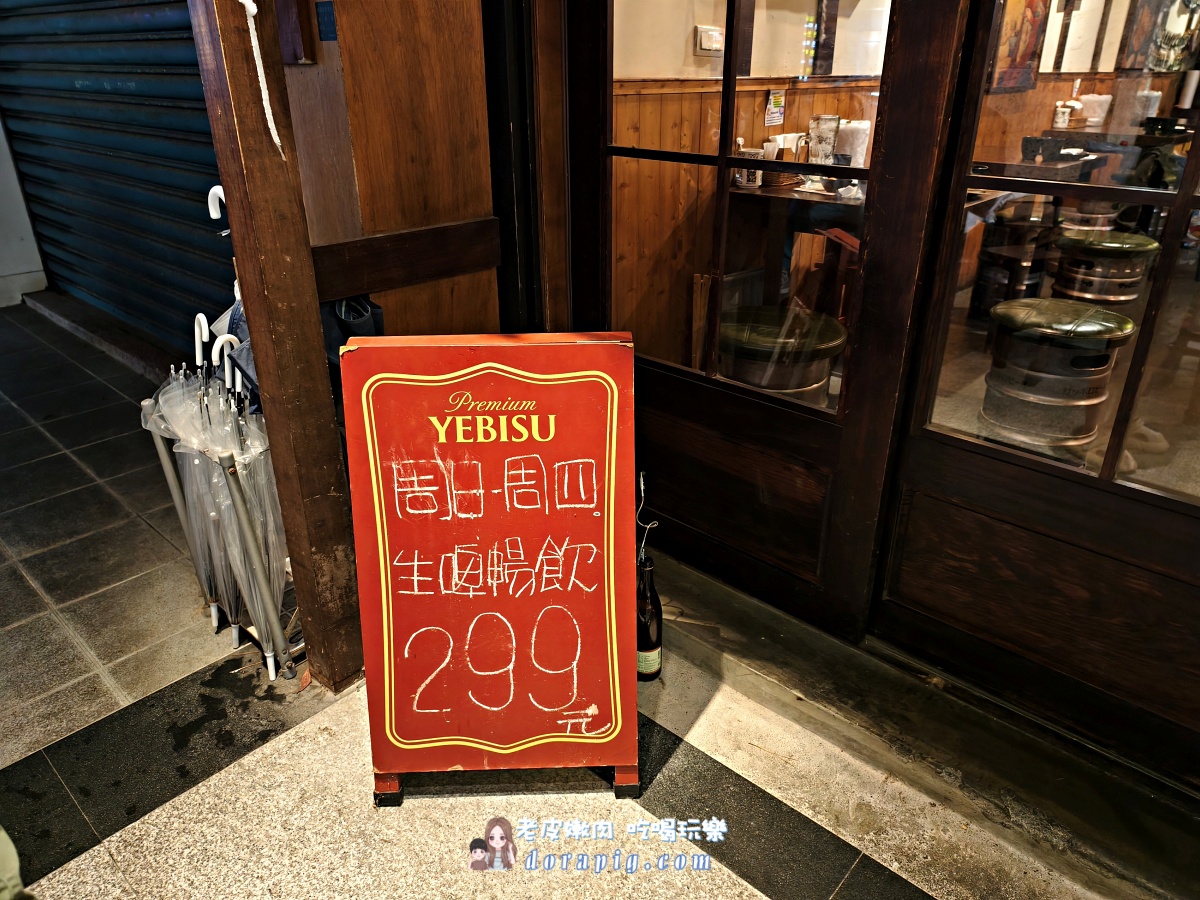 Premium
YEBISU
周日-周四.
生啤暢飲
299
元
老皮嫩肉 吃喝玩樂
dorapig.com